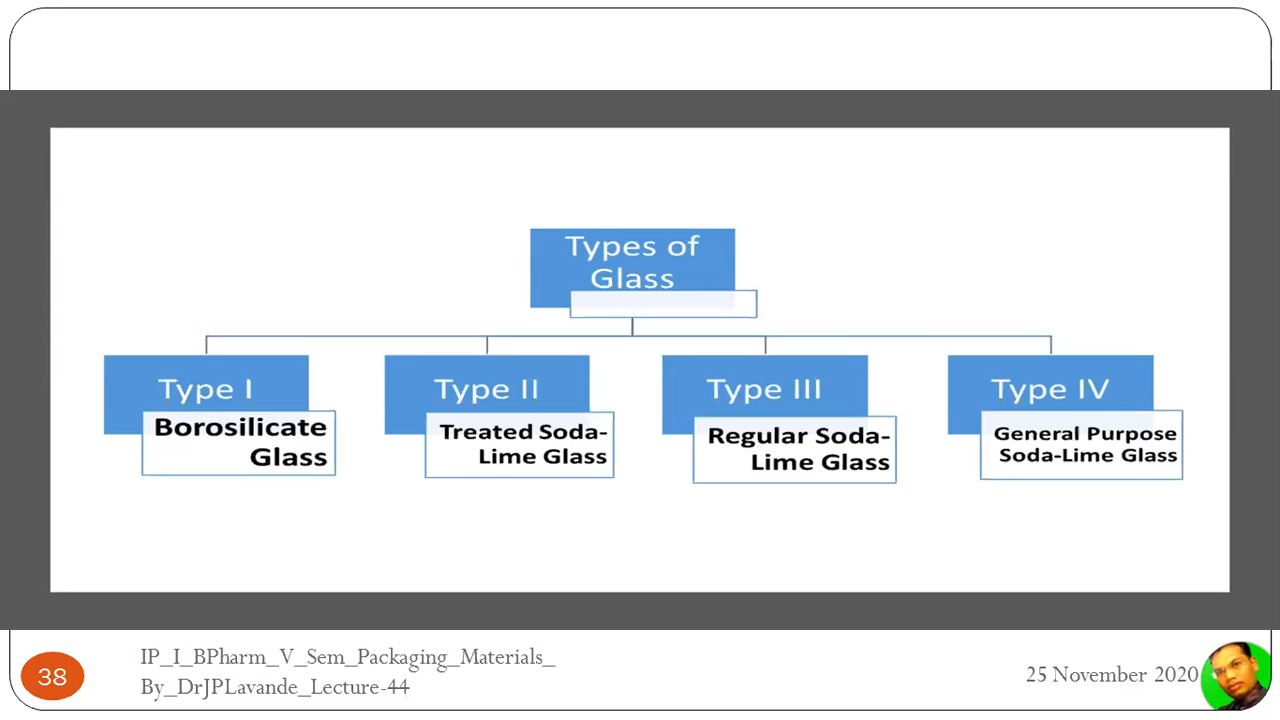 Types of
Glass
Type I
Borosilicate
Glass
Type II
Treated Soda-
Lime Glass
Type III
Regular Soda-
Lime Glass
Type IV
General Purpose
Soda-Lime Glass
38
IP_I_BPharm_V_Sem_Packaging_Materials_
By_DrJPLavande_Lecture-44
25 November 2020